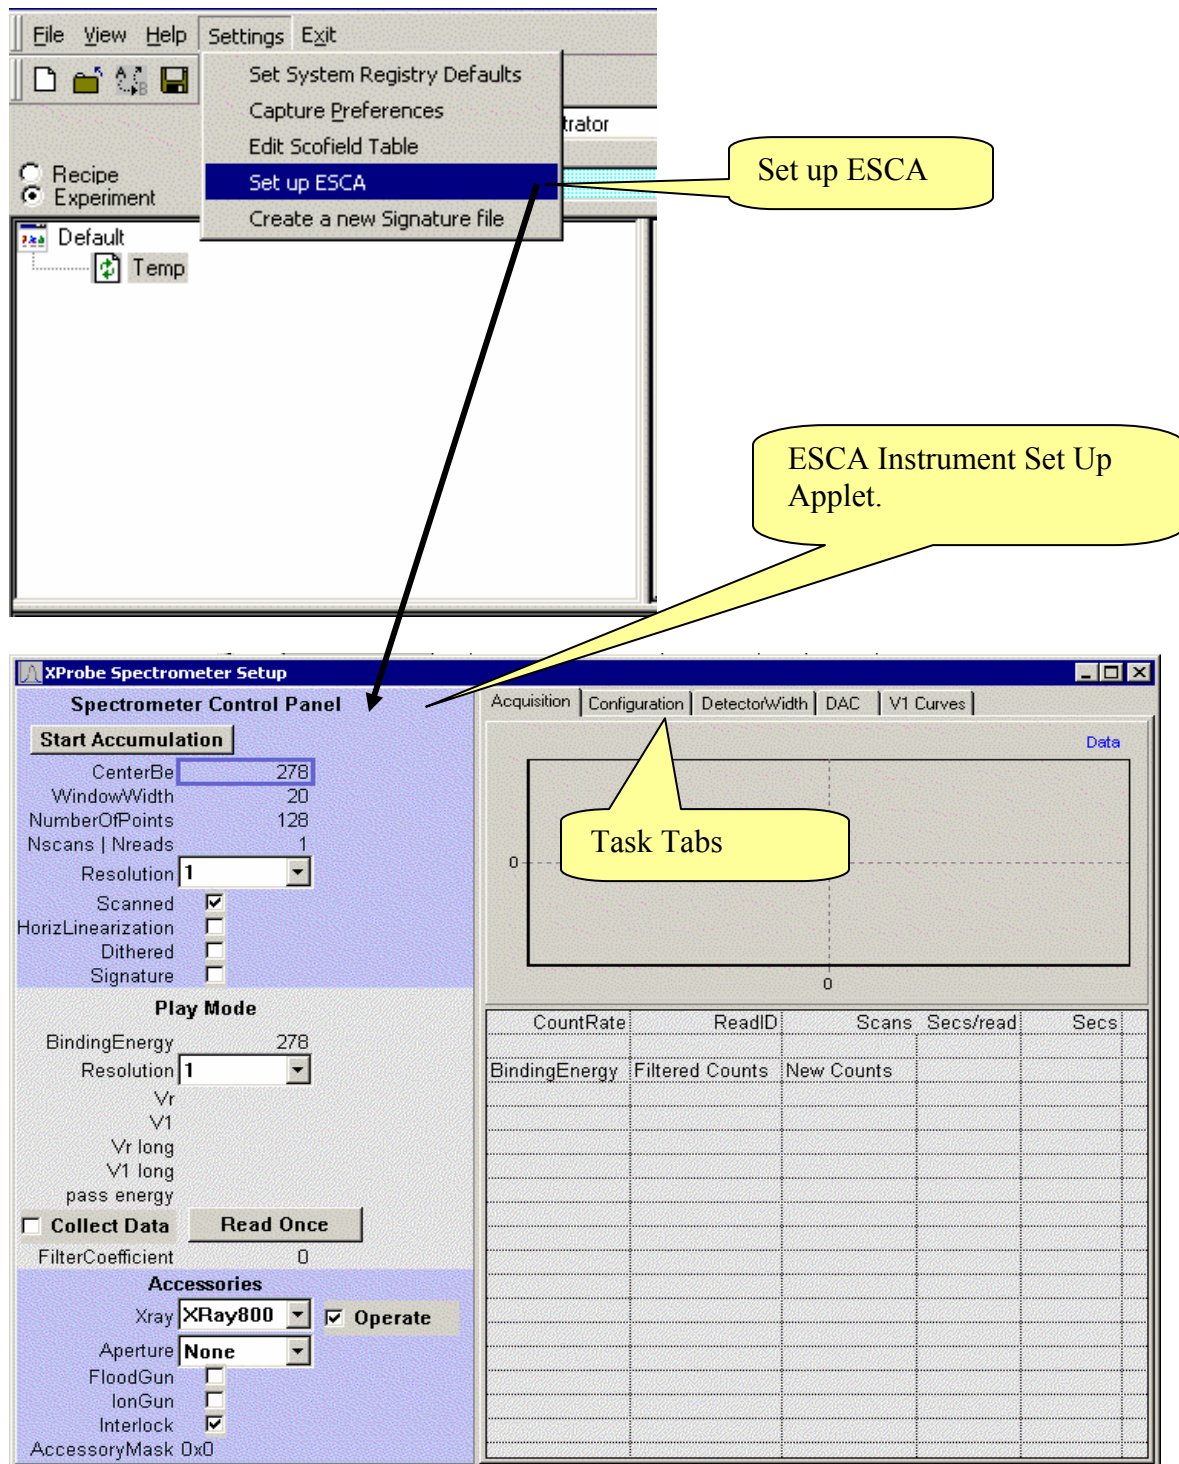 File View Help Settings Exit
Set System Registry Defaults
Capture Preferences
trator
Edit Scofield Table
Recipe
Set up ESCA
Experiment
Create a new Signature file
Set up ESCA
Default
Temp
ESCA Instrument Set Up
Applet.
XProbe Spectrometer Setup
Spectrometer Control Panel
Start Accumulation
CenterBe 278
WindowWidth 20
NumberOfPoints 128
Nscans | Nreads 1
Resolution 1
Scanned
HorizLinearization
Dithered
Signature
Play Mode
BindingEnergy 278
Resolution 1
Vr
V1
Vr long
V1 long
pass energy
Collect Data Read Once
FilterCoefficient 0
Accessories
Xray XRay800 Operate
Aperture None
FloodGun
IonGun
Interlock
AccessoryMask 0x0
Acquisition Configuration DetectorWidth DAC V1 Curves
Data
Task Tabs
0
0
CountRate ReadID Scans Secs/read Secs
BindingEnergy Filtered Counts New Counts